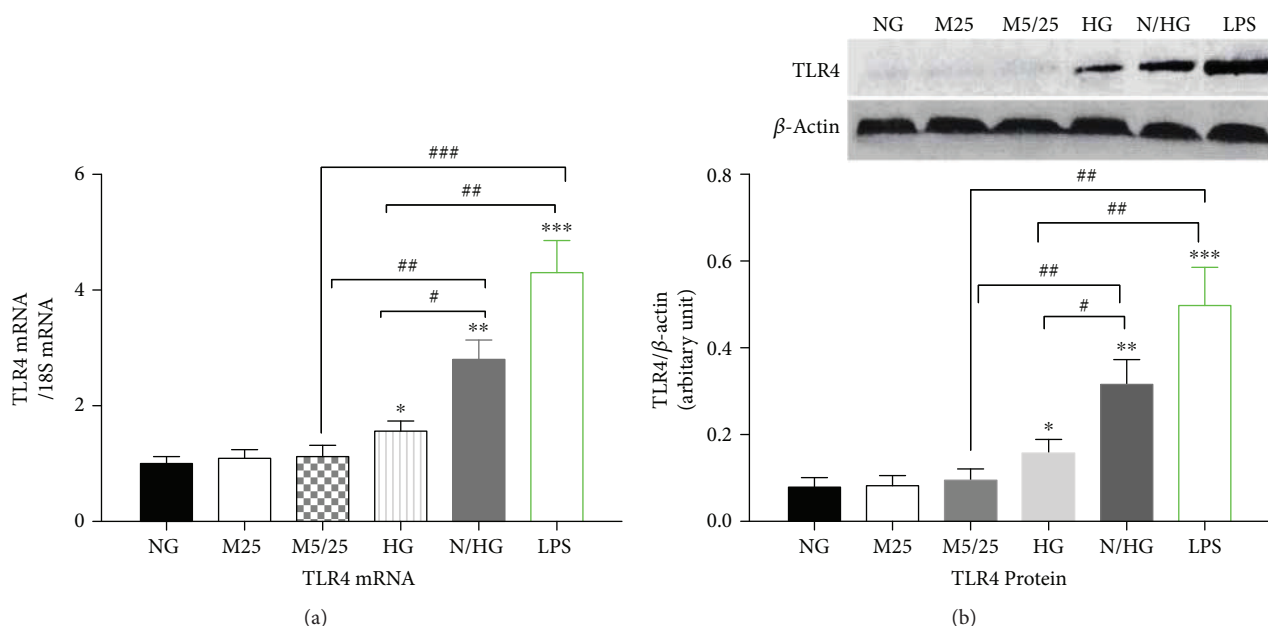 6
4
2
0
TLR4 mRNA
/18S mRNA
###
##
##
#
*
**
***
NG M25 M5/25 HG N/HG LPS
TLR4 mRNA
(a)
NG M25 M5/25 HG N/HG LPS
TLR4
β-Actin
0.8
0.6
0.4
0.2
0.0
TLR4/β-actin
(arbitary unit)
##
##
##
#
*
**
***
NG M25 M5/25 HG N/HG LPS
TLR4 Protein
(b)